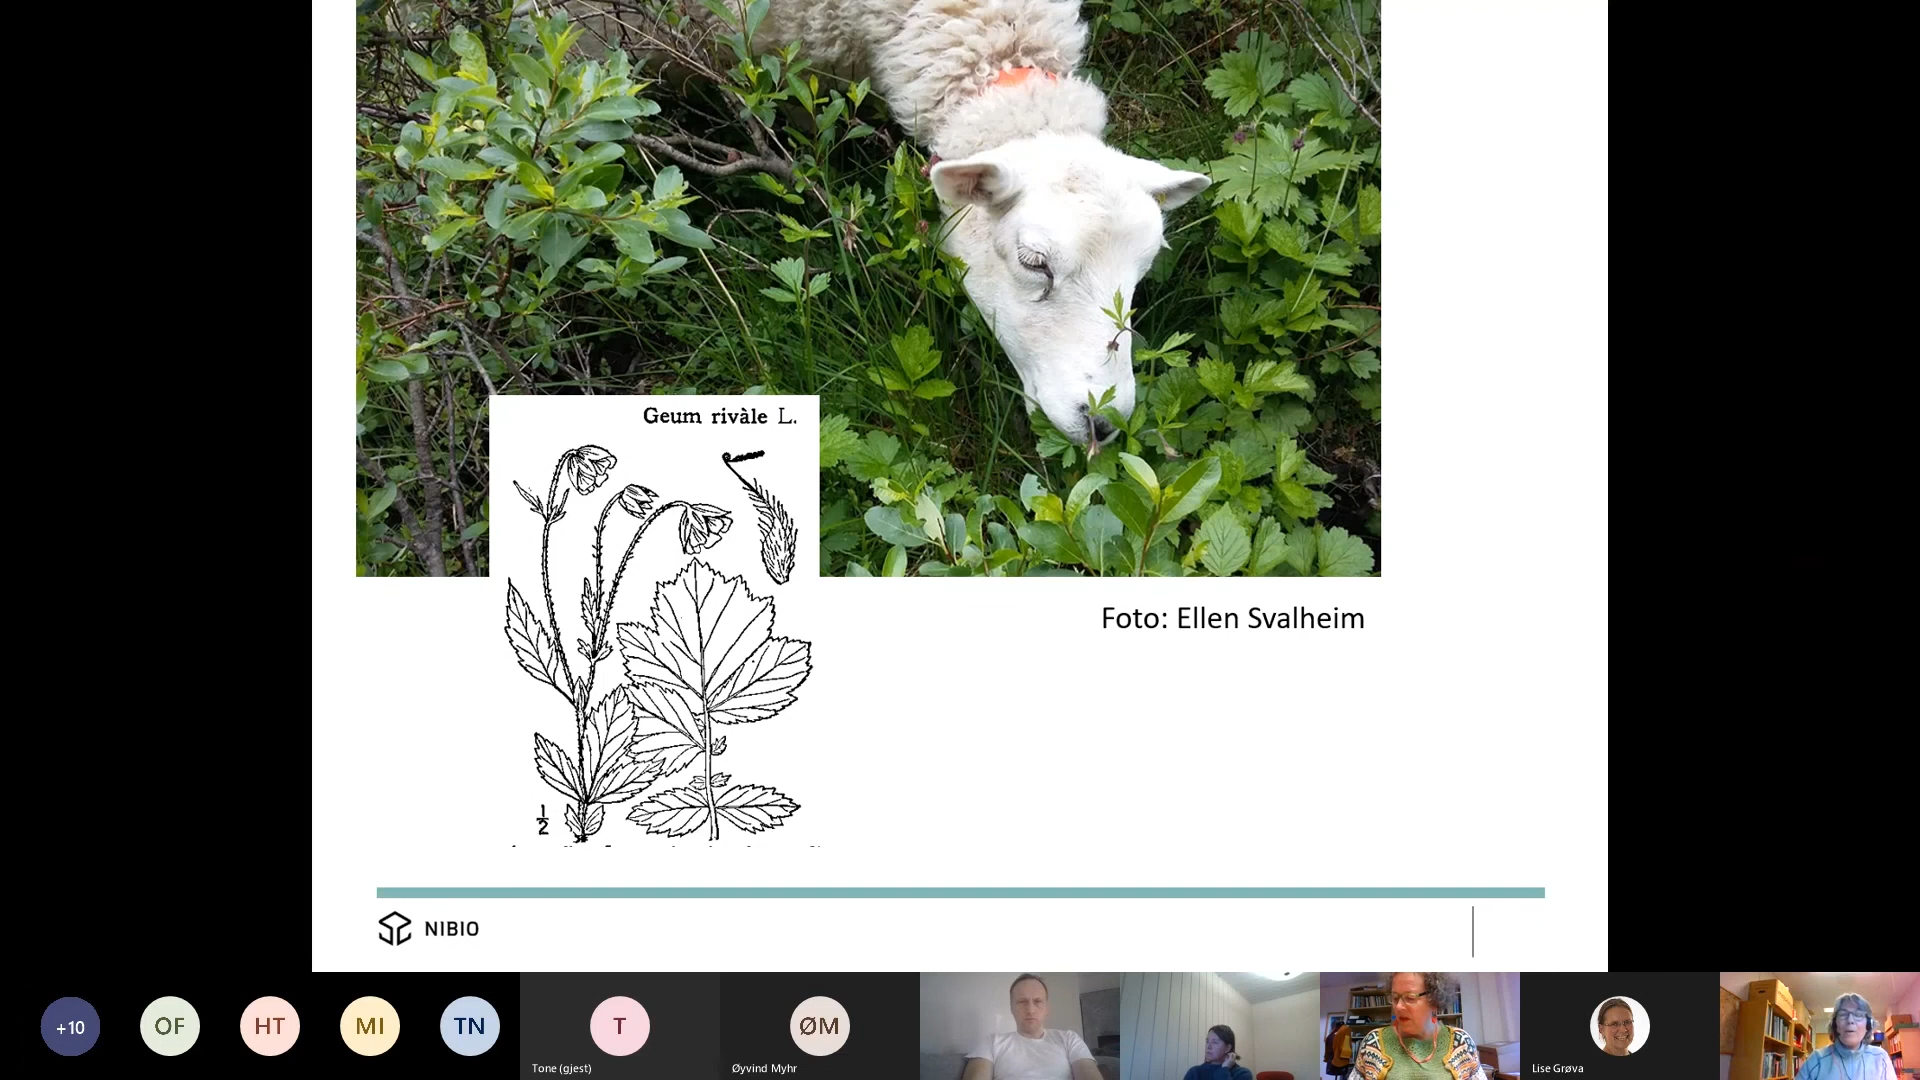 Geum rivàle L.
1/2
Foto: Ellen Svalheim
NIBIO
+10
OF
HT
MI
TN
T
ØM
Tone (gjest)
Øyvind Myhr
Lise Grøva